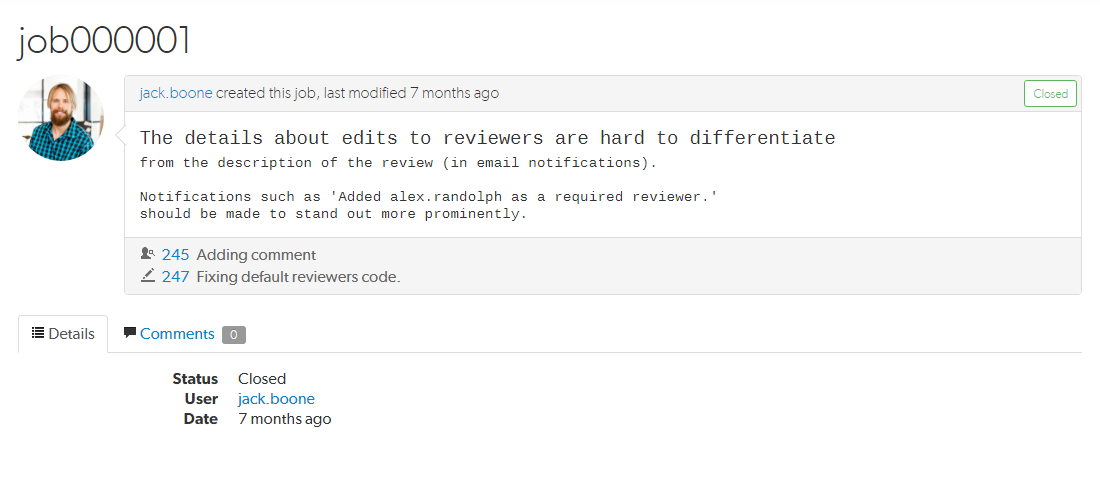 job000001
jack.boone created this job, last modified 7 months ago
Closed
The details about edits to reviewers are hard to differentiate
from the description of the review (in email notifications).
Notifications such as 'Added alex.randolph as a required reviewer.'
should be made to stand out more prominently.
245 Adding comment
247 Fixing default reviewers code.
Details
Comments 0
Status Closed
User jack.boone
Date 7 months ago